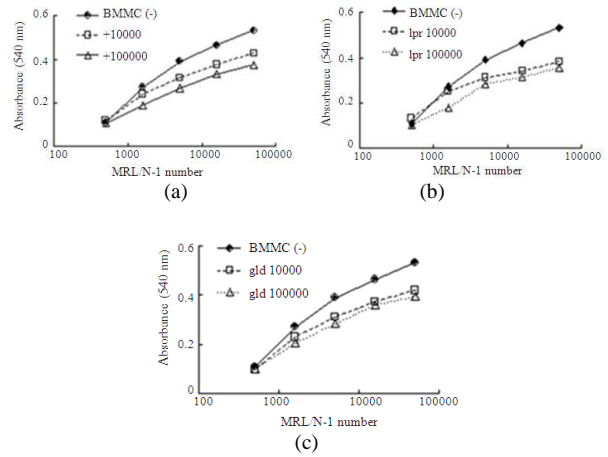 BMMC (-)
+10000
+100000
Absorbance (540 nm)
0.6
0.4
0.2
0
100
1000
10000
100000
MRL/N-1 number
(a)
BMMC (-)
lpr 10000
lpr 100000
Absorbance (540 nm)
0.6
0.4
0.2
0
100
1000
10000
100000
MRL/N-1 number
(b)
BMMC (-)
gld 10000
gld 100000
Absorbance (540 nm)
0.6
0.4
0.2
0
100
1000
10000
100000
MRL/N-1 number
(c)